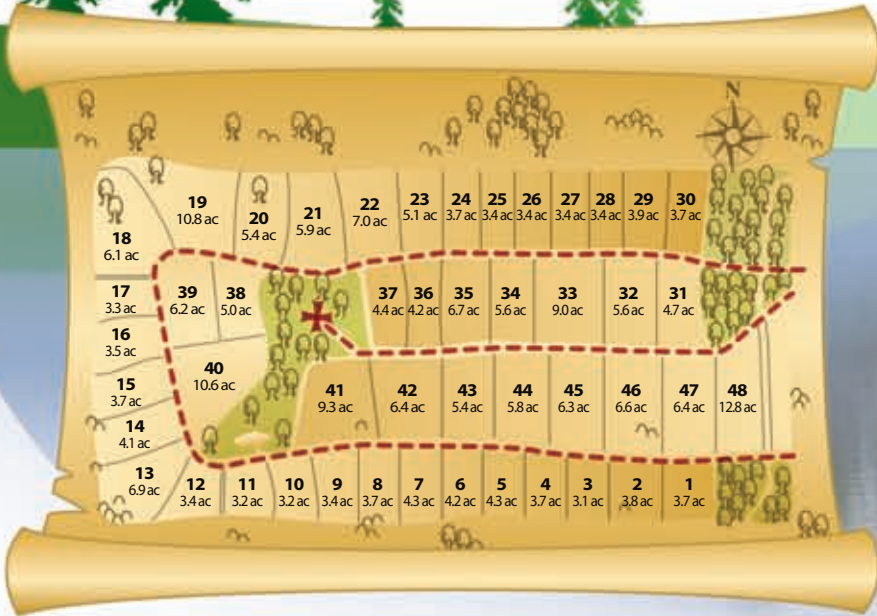 N
19
10.8 ac
20
5.4 ac
21
5.9 ac
22
7.0 ac
23
5.1 ac
24
3.7 ac
25
3.4 ac
26
3.4 ac
27
3.4 ac
28
3.4 ac
29
3.9 ac
30
3.7 ac
18
6.1 ac
17
3.3 ac
16
3.5 ac
15
3.7 ac
14
4.1 ac
13
6.9 ac
39
6.2 ac
38
5.0 ac
37
4.4 ac
36
4.2 ac
35
6.7 ac
34
5.6 ac
33
9.0 ac
32
5.6 ac
31
4.7 ac
40
10.6 ac
41
9.3 ac
42
6.4 ac
43
5.4 ac
44
5.8 ac
45
6.3 ac
46
6.6 ac
47
6.4 ac
48
12.8 ac
12
3.4 ac
11
3.2 ac
10
3.2 ac
9
3.4 ac
8
3.7 ac
7
4.3 ac
6
4.2 ac
5
4.3 ac
4
3.7 ac
3
3.1 ac
2
3.8 ac
1
3.7 ac